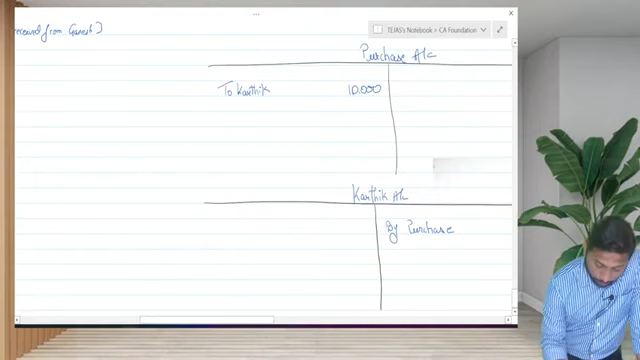 received from Ganesh)
TEJAS's Notebook > CA Foundation
Purchase A/c
To Karthik 10,000
Karthik A/c
By Purchase